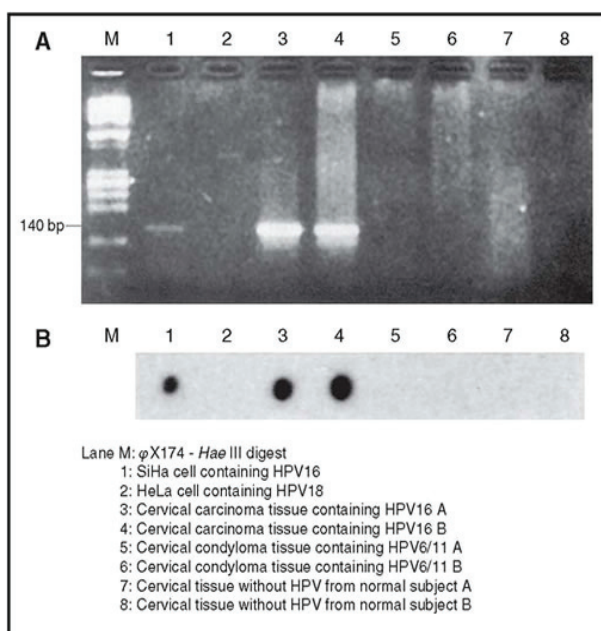 A M 1 2 3 4 5 6 7 8
140 bp
B M 1 2 3 4 5 6 7 8
Lane M: φX174 - Hae III digest
1: SiHa cell containing HPV16
2: HeLa cell containing HPV18
3: Cervical carcinoma tissue containing HPV16 A
4: Cervical carcinoma tissue containing HPV16 B
5: Cervical condyloma tissue containing HPV6/11 A
6: Cervical condyloma tissue containing HPV6/11 B
7: Cervical tissue without HPV from normal subject A
8: Cervical tissue without HPV from normal subject B